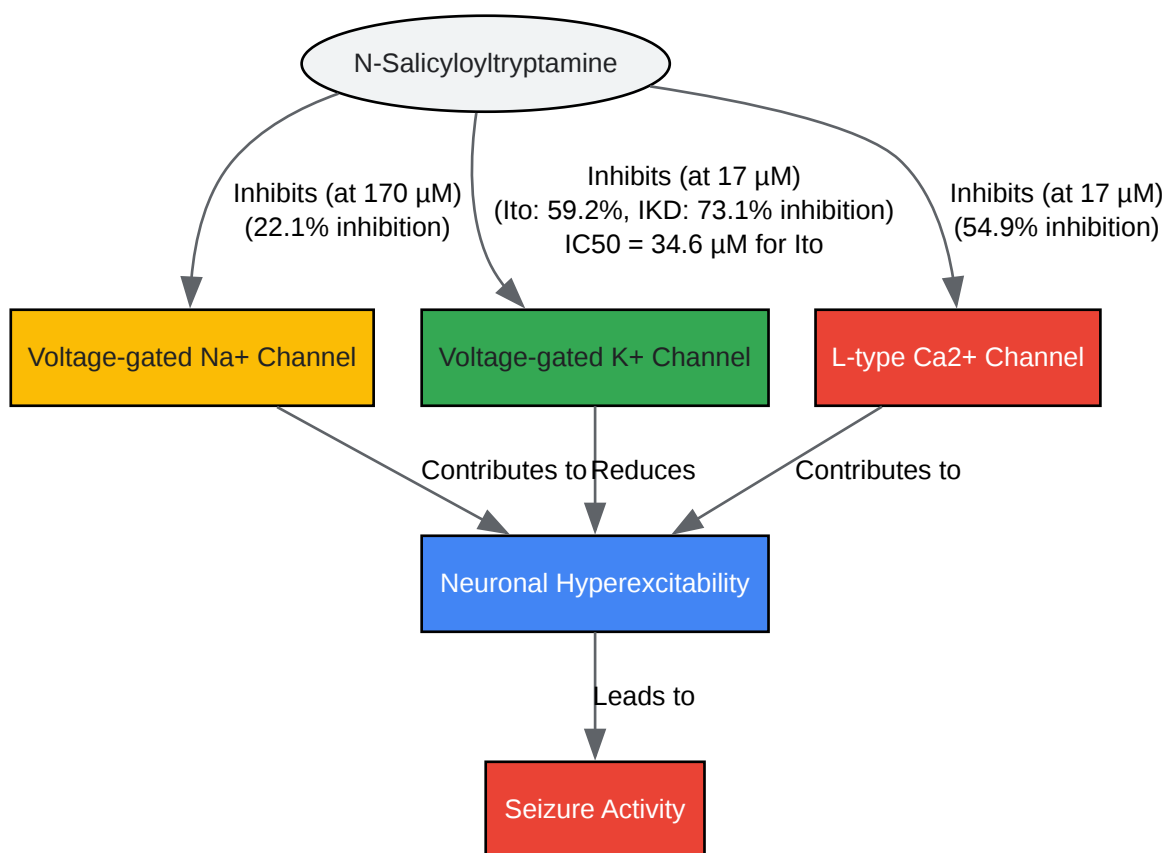 N-Salicyloyltryptamine
Inhibits (at 170 µM)
(22.1% inhibition)
Inhibits (at 17 µM)
(Ito: 59.2%, IKD: 73.1% inhibition)
IC50 = 34.6 µM for Ito
Inhibits (at 17 µM)
(54.9% inhibition)
Voltage-gated Na+ Channel
Voltage-gated K+ Channel
L-type Ca2+ Channel
Contributes to
Reduces
Contributes to
Neuronal Hyperexcitability
Leads to
Seizure Activity